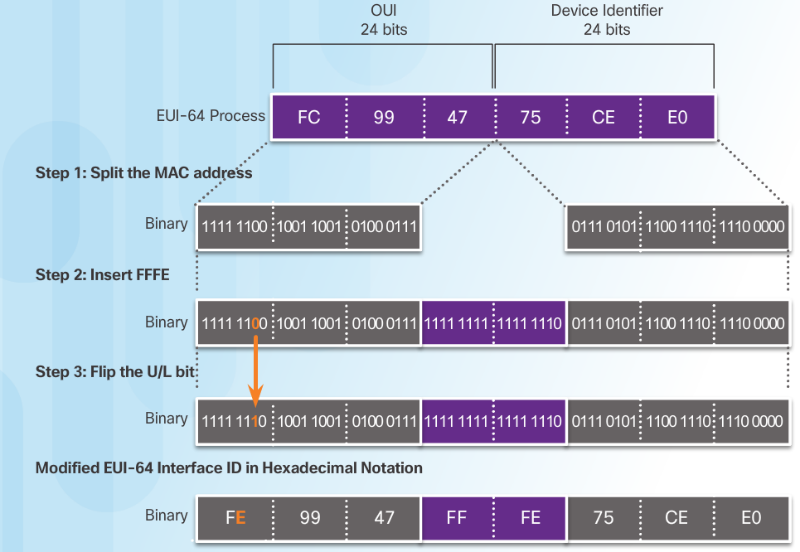 OUI
24 bits
Device Identifier
24 bits
EUI-64 Process FC 99 47 75 CE E0
Step 1: Split the MAC address
Binary 1111 1100 1001 1001 0100 0111 0111 0101 1100 1110 1110 0000
Step 2: Insert FFFE
Binary 1111 1100 1001 1001 0100 0111 1111 1111 1111 1110 0111 0101 1100 1110 1110 0000
Step 3: Flip the U/L bit
Binary 1111 1110 1001 1001 0100 0111 1111 1111 1111 1110 0111 0101 1100 1110 1110 0000
Modified EUI-64 Interface ID in Hexadecimal Notation
Binary FE 99 47 FF FE 75 CE E0